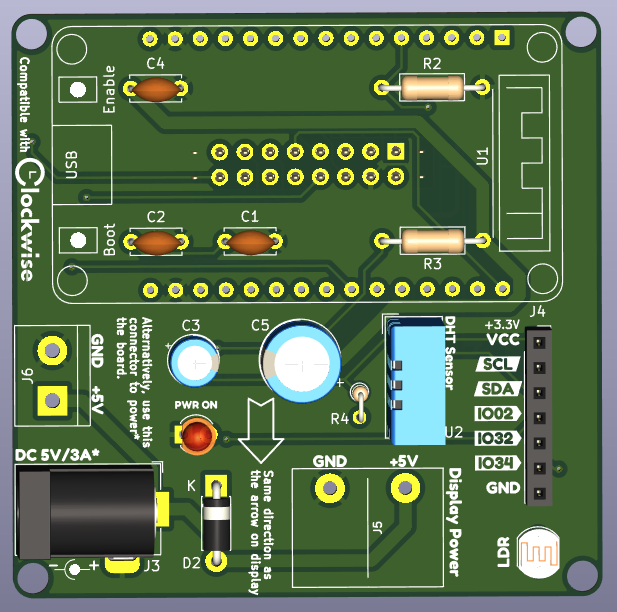 C4
R2
Enable
Compatible with
Clockwise
USB
U1
Boot
C2
C1
R3
J4
+3.3V
VCC
SCL
SDA
IO02
IO32
IO34
GND
J6
GND
+5V
Alternatively, use this
connector to power*
the board.
C3
+
C5
+
DHT Sensor
U2
R4
PWR ON
DC 5V/3A*
K
D2
Same direction as
the arrow on display
GND
+5V
J5
Display Power
LDR
- +
J3